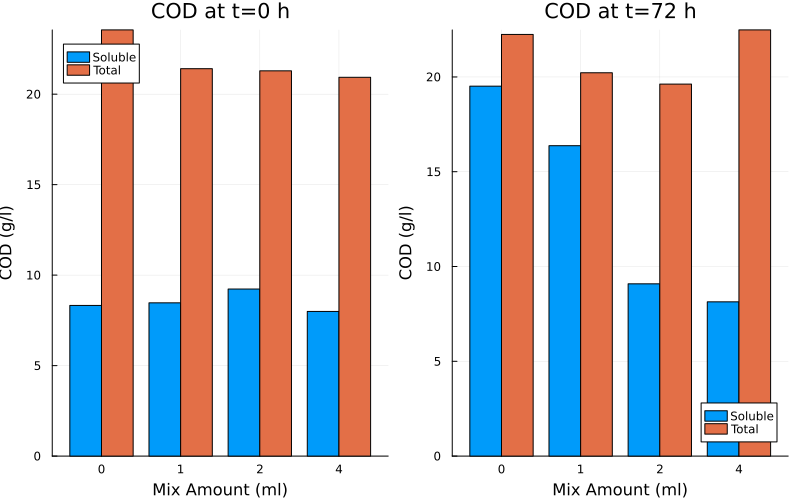 COD at t=0 h
COD (g/l)
20
15
10
5
0
Soluble
Total
0 1 2 4
Mix Amount (ml)
COD at t=72 h
COD (g/l)
20
15
10
5
0
Soluble
Total
0 1 2 4
Mix Amount (ml)